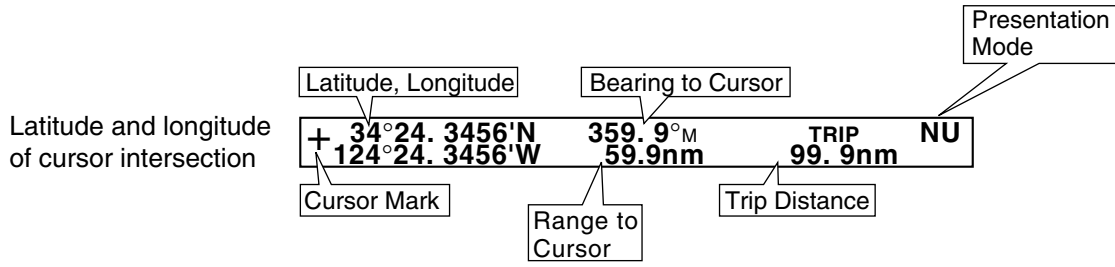 Presentation
Mode
Latitude, Longitude
Bearing to Cursor
Latitude and longitude
of cursor intersection
+ 34°24. 3456'N 359. 9°M TRIP NU
124°24. 3456'W 59.9nm 99. 9nm
Cursor Mark
Range to
Cursor
Trip Distance